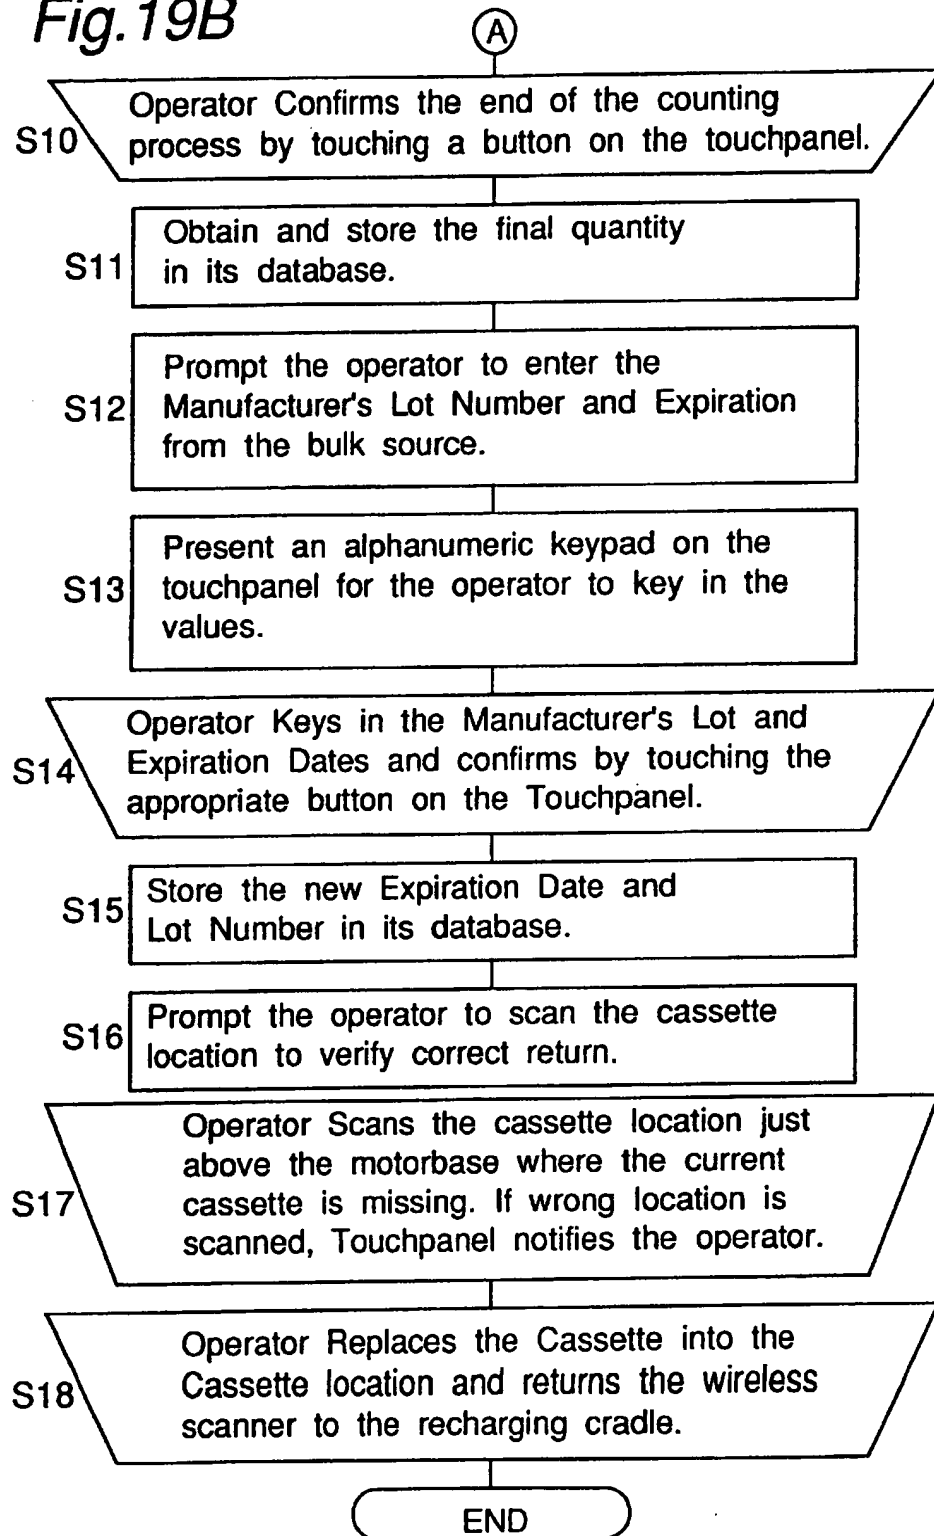 Fig.19B
A
S10
Operator Confirms the end of the counting
process by touching a button on the touchpanel.
S11
Obtain and store the final quantity
in its database.
S12
Prompt the operator to enter the
Manufacturer's Lot Number and Expiration
from the bulk source.
S13
Present an alphanumeric keypad on the
touchpanel for the operator to key in the
values.
S14
Operator Keys in the Manufacturer's Lot and
Expiration Dates and confirms by touching the
appropriate button on the Touchpanel.
S15
Store the new Expiration Date and
Lot Number in its database.
S16
Prompt the operator to scan the cassette
location to verify correct return.
S17
Operator Scans the cassette location just
above the motorbase where the current
cassette is missing. If wrong location is
scanned, Touchpanel notifies the operator.
S18
Operator Replaces the Cassette into the
Cassette location and returns the wireless
scanner to the recharging cradle.
END